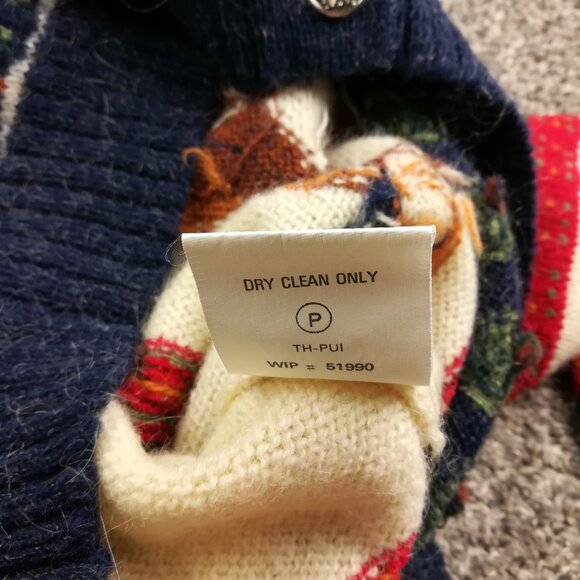 DRY CLEAN ONLY
P
TH-PUI
WIP # 51990